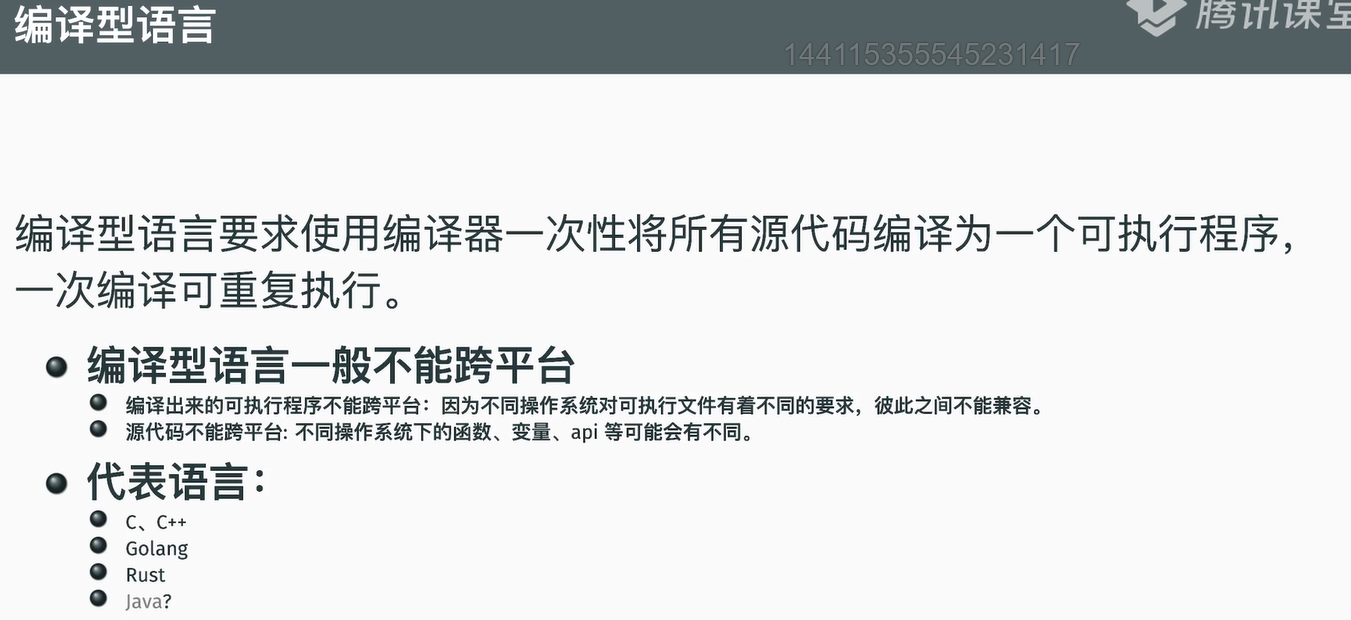 编译型语言
腾讯课堂
144115355545231417
编译型语言要求使用编译器一次性将所有源代码编译为一个可执行程序，
一次编译可重复执行。
编译型语言一般不能跨平台
编译出来的可执行程序不能跨平台：因为不同操作系统对可执行文件有着不同的要求，彼此之间不能兼容。
源代码不能跨平台: 不同操作系统下的函数、变量、api 等可能会有不同。
代表语言：
C、C++
Golang
Rust
Java?